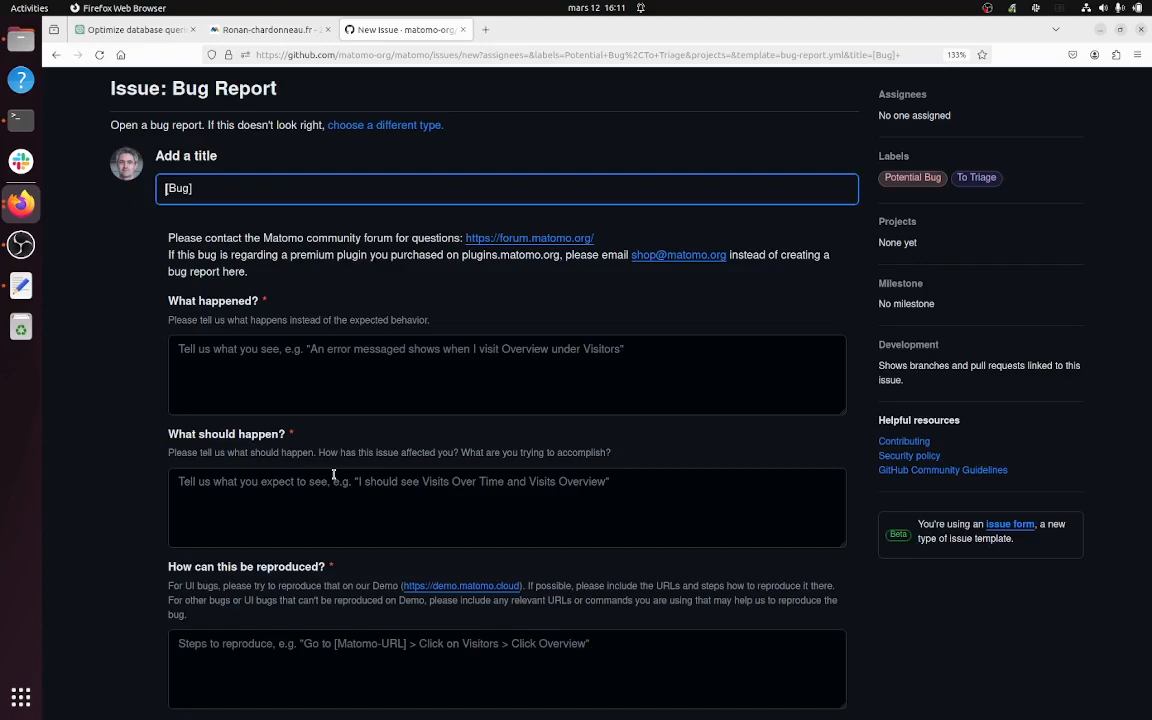 Activities
Firefox Web Browser
mars 12 16:11
Optimize database quer
Ronan-chardonneau.fr -
New Issue · matomo-org/
https://github.com/matomo-org/matomo/issues/new?assignees=&labels=Potential+Bug%2CTo+Triage&projects=&template=bug-report.yml&title=[Bug]+
133%
Issue: Bug Report
Open a bug report. If this doesn't look right, choose a different type.
Add a title
[Bug]
Please contact the Matomo community forum for questions: https://forum.matomo.org/
If this bug is regarding a premium plugin you purchased on plugins.matomo.org, please email shop@matomo.org instead of creating a
bug report here.
What happened? *
Please tell us what happens instead of the expected behavior.
Tell us what you see, e.g. "An error messaged shows when I visit Overview under Visitors"
What should happen? *
Please tell us what should happen. How has this issue affected you? What are you trying to accomplish?
Tell us what you expect to see, e.g. "I should see Visits Over Time and Visits Overview"
How can this be reproduced? *
For UI bugs, please try to reproduce that on our Demo (https://demo.matomo.cloud). If possible, please include the URLs and steps how to reproduce it there.
For other bugs or UI bugs that can't be reproduced on Demo, please include any relevant URLs or commands you are using that may help us to reproduce the
bug.
Steps to reproduce, e.g. "Go to [Matomo-URL] > Click on Visitors > Click Overview"
Assignees
No one assigned
Labels
Potential Bug
To Triage
Projects
None yet
Milestone
No milestone
Development
Shows branches and pull requests linked to this
issue.
Helpful resources
Contributing
Security policy
GitHub Community Guidelines
Beta
You're using an issue form, a new
type of issue template.